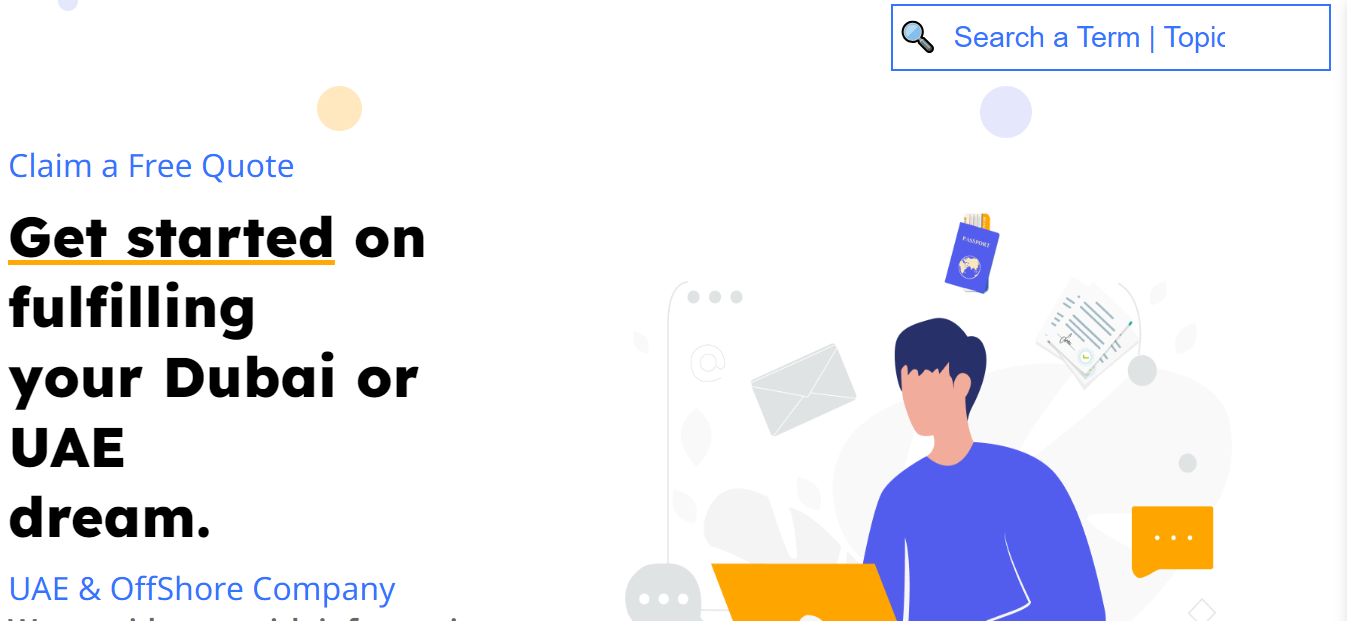 Search a Term | Topic
Claim a Free Quote
Get started on
fulfilling
your Dubai or
UAE
dream.
PASSPORT
UAE & OffShore Company